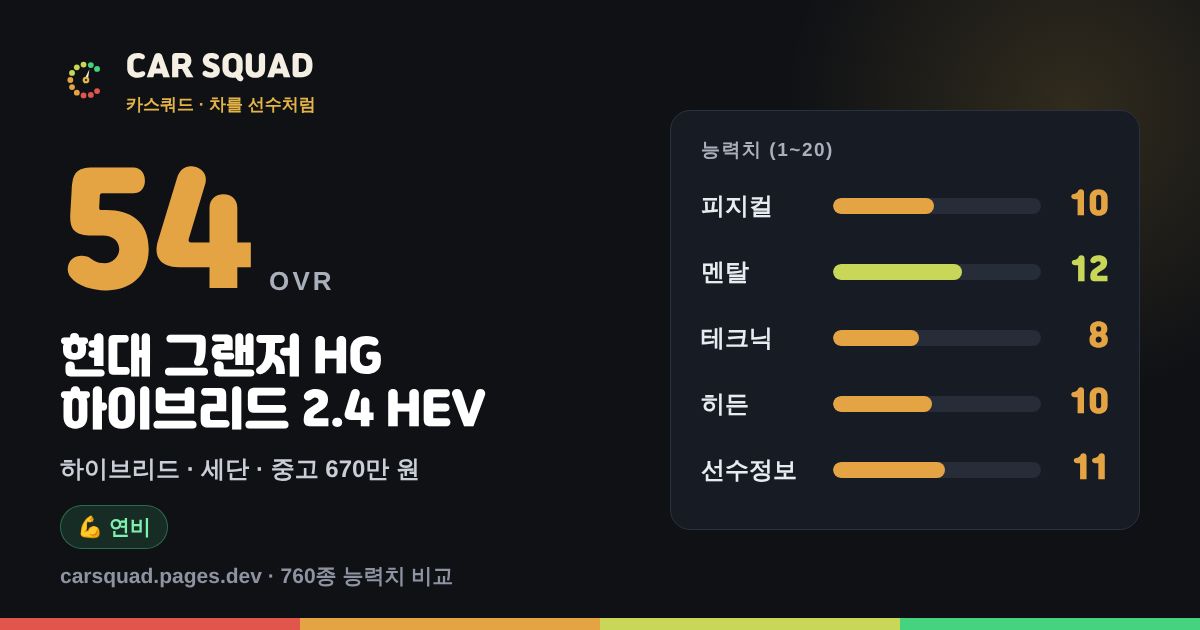 CAR SQUAD
카스쿼드 · 차를 선수처럼
54 OVR
현대 그랜저 HG
하이브리드 2.4 HEV
하이브리드 · 세단 · 중고 670만 원
💪 연비
carsquad.pages.dev · 760종 능력치 비교
능력치 (1~20)
피지컬 10
멘탈 12
테크닉 8
히든 10
선수정보 11